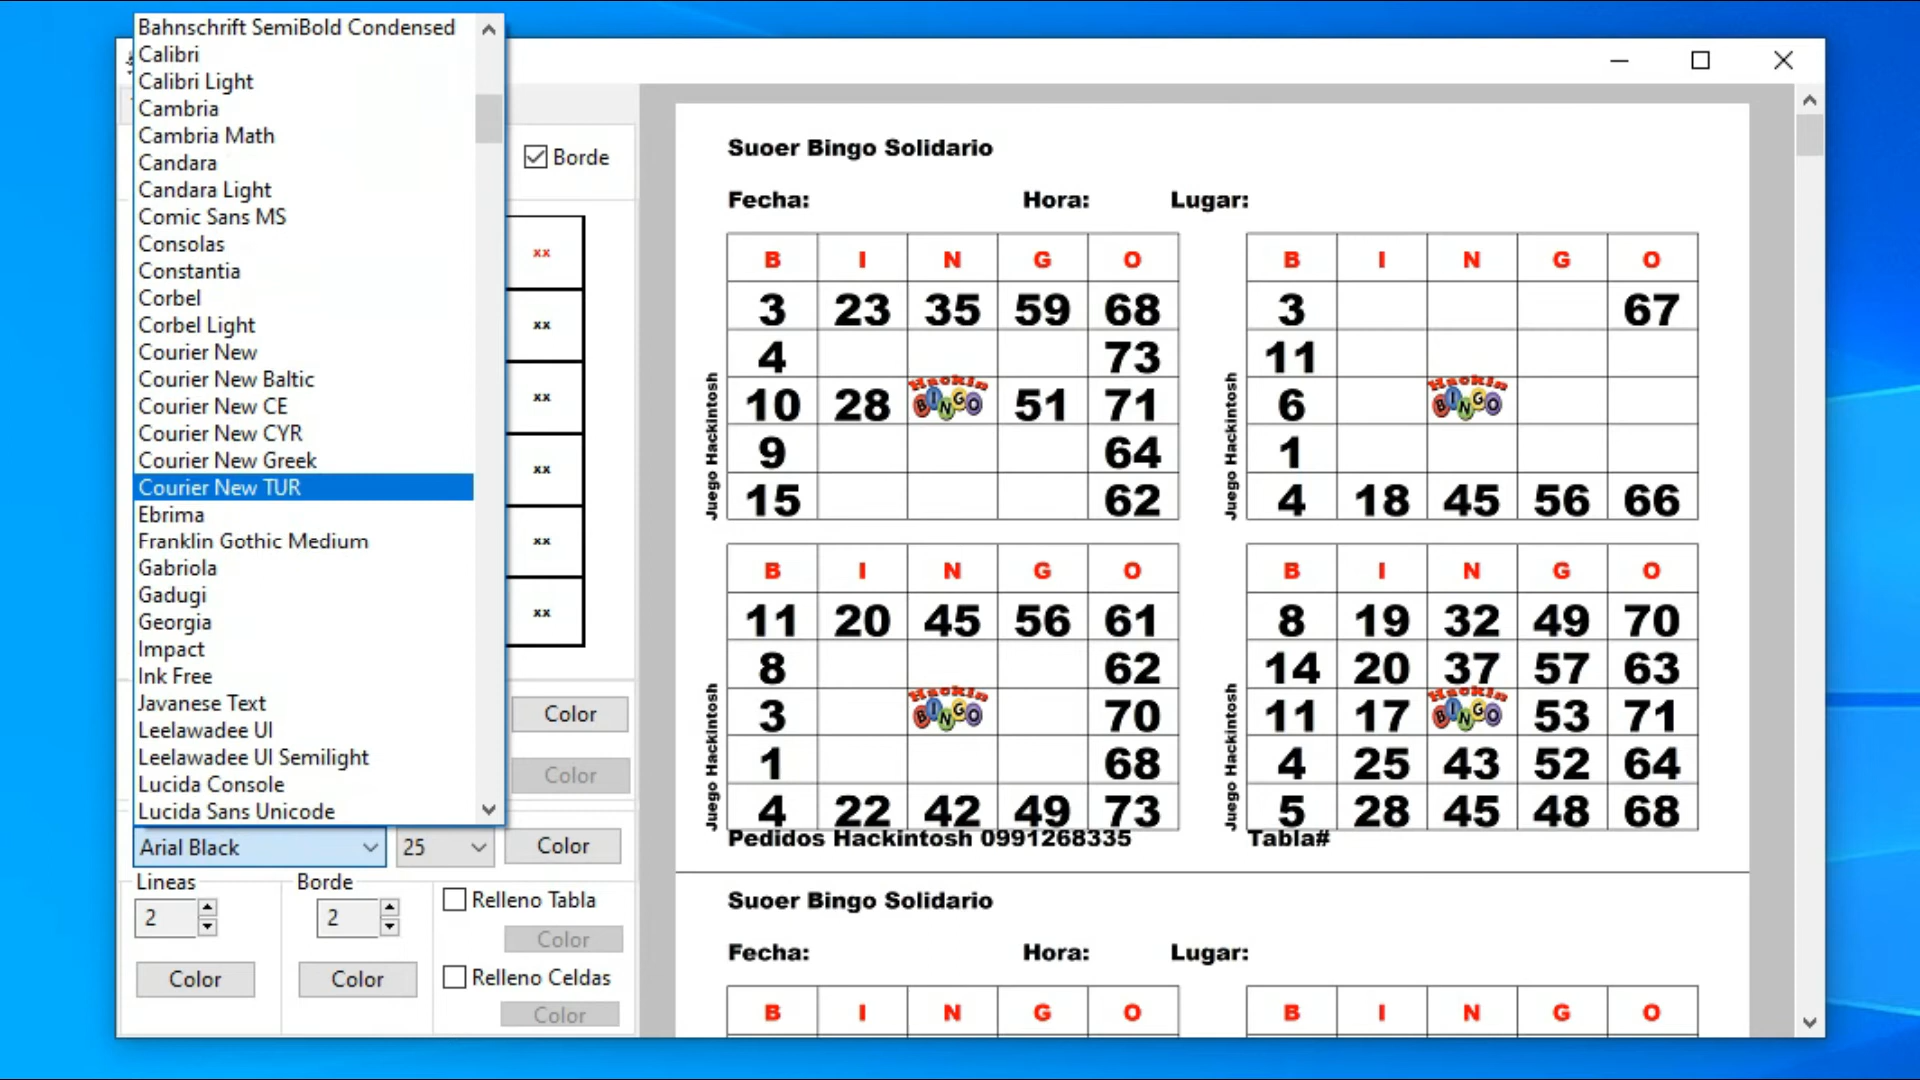 Bahnschrift SemiBold Condensed
Calibri
Calibri Light
Cambria
Cambria Math
Candara
Candara Light
Comic Sans MS
Consolas
Constantia
Corbel
Corbel Light
Courier New
Courier New Baltic
Courier New CE
Courier New CYR
Courier New Greek
Courier New TUR
Ebrima
Franklin Gothic Medium
Gabriola
Gadugi
Georgia
Impact
Ink Free
Javanese Text
Leelawadee UI
Leelawadee UI Semilight
Lucida Console
Lucida Sans Unicode
Arial Black 25 Color
Borde
xx
xx
xx
xx
xx
xx
Color
Color
Lineas Borde
2 2
Color Color
Relleno Tabla
Color
Relleno Celdas
Color
Suoer Bingo Solidario
Fecha: Hora: Lugar:
Juego Hackintosh
B I N G O
3 23 35 59 68
4 73
10 28 Hackin BINGO 51 71
9 64
15 62
Juego Hackintosh
B I N G O
3 67
11
6 Hackin BINGO
1
4 18 45 56 66
Juego Hackintosh
B I N G O
11 20 45 56 61
8 62
3 Hackin BINGO 70
1 68
4 22 42 49 73
Juego Hackintosh
B I N G O
8 19 32 49 70
14 20 37 57 63
11 17 Hackin BINGO 53 71
4 25 43 52 64
5 28 45 48 68
Pedidos Hackintosh 0991268335 Tabla#
Suoer Bingo Solidario
Fecha: Hora: Lugar:
B I N G O
B I N G O